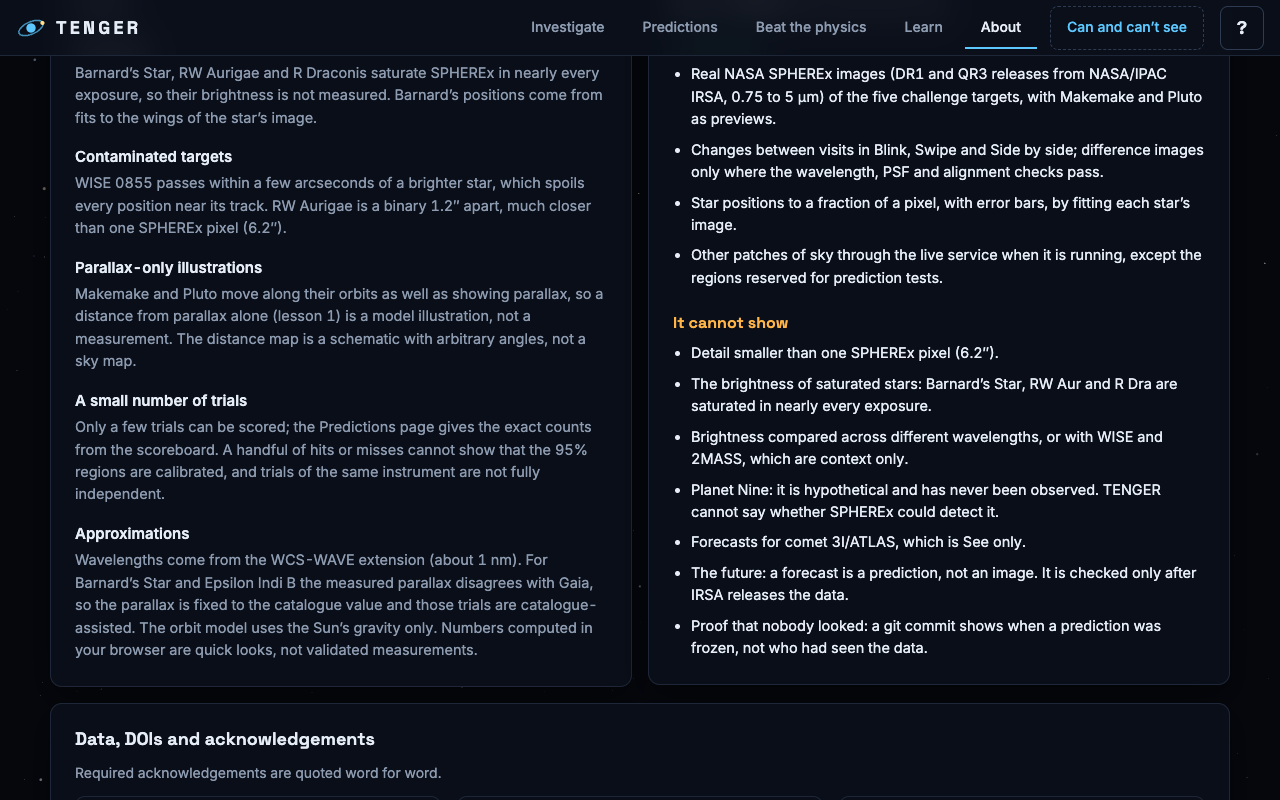 TENGER
Investigate
Predictions
Beat the physics
Learn
About
Can and can't see
?
Barnard's Star, RW Aurigae and R Draconis saturate SPHEREx in nearly every
exposure, so their brightness is not measured. Barnard's positions come from
fits to the wings of the star's image.
Contaminated targets
WISE 0855 passes within a few arcseconds of a brighter star, which spoils
every position near its track. RW Aurigae is a binary 1.2″ apart, much closer
than one SPHEREx pixel (6.2″).
Parallax-only illustrations
Makemake and Pluto move along their orbits as well as showing parallax, so a
distance from parallax alone (lesson 1) is a model illustration, not a
measurement. The distance map is a schematic with arbitrary angles, not a
sky map.
A small number of trials
Only a few trials can be scored; the Predictions page gives the exact counts
from the scoreboard. A handful of hits or misses cannot show that the 95%
regions are calibrated, and trials of the same instrument are not fully
independent.
Approximations
Wavelengths come from the WCS-WAVE extension (about 1 nm). For
Barnard's Star and Epsilon Indi B the measured parallax disagrees with Gaia,
so the parallax is fixed to the catalogue value and those trials are catalogue-
assisted. The orbit model uses the Sun's gravity only. Numbers computed in
your browser are quick looks, not validated measurements.
• Real NASA SPHEREx images (DR1 and QR3 releases from NASA/IPAC
IRSA, 0.75 to 5 µm) of the five challenge targets, with Makemake and Pluto
as previews.
• Changes between visits in Blink, Swipe and Side by side; difference images
only where the wavelength, PSF and alignment checks pass.
• Star positions to a fraction of a pixel, with error bars, by fitting each star's
image.
• Other patches of sky through the live service when it is running, except the
regions reserved for prediction tests.
It cannot show
• Detail smaller than one SPHEREx pixel (6.2″).
• The brightness of saturated stars: Barnard's Star, RW Aur and R Dra are
saturated in nearly every exposure.
• Brightness compared across different wavelengths, or with WISE and
2MASS, which are context only.
• Planet Nine: it is hypothetical and has never been observed. TENGER
cannot say whether SPHEREx could detect it.
• Forecasts for comet 3I/ATLAS, which is See only.
• The future: a forecast is a prediction, not an image. It is checked only after
IRSA releases the data.
• Proof that nobody looked: a git commit shows when a prediction was
frozen, not who had seen the data.
Data, DOIs and acknowledgements
Required acknowledgements are quoted word for word.